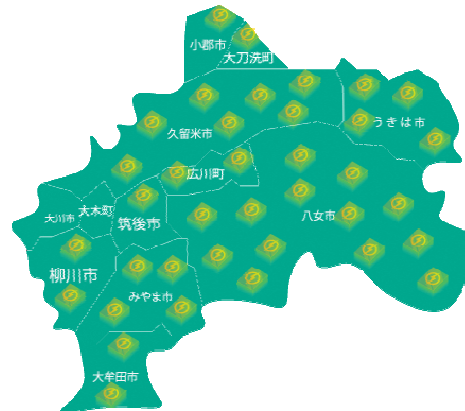 小郡市
大刀洗町
うきは市
久留米市
広川町
大川市
大木町
筑後市
八女市
柳川市
みやま市
大牟田市